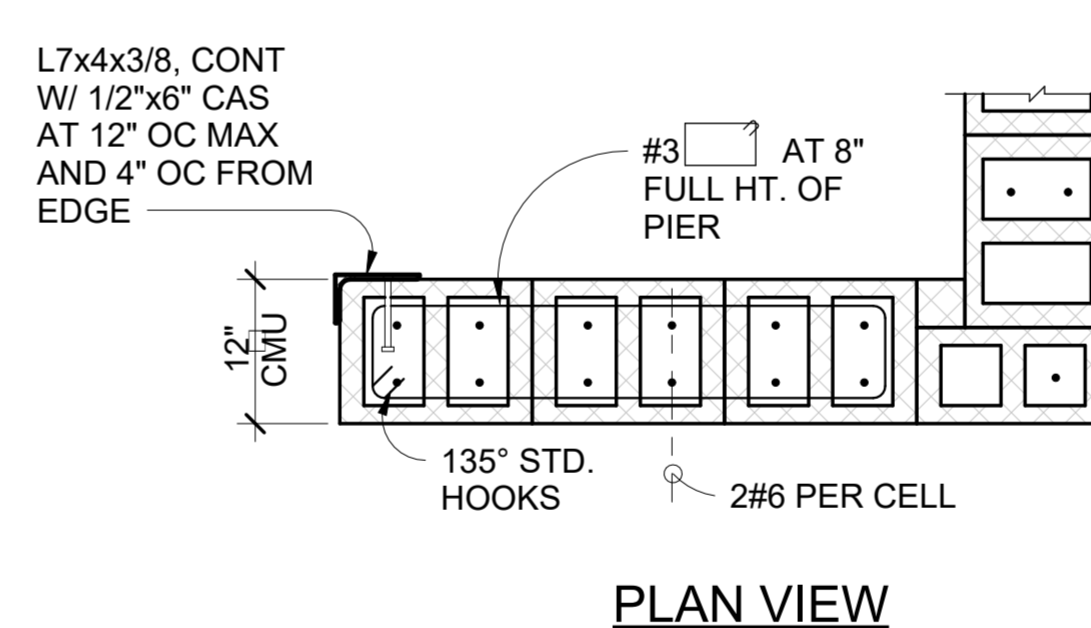 L7x4x3/8, CONT
W/ 1/2"x6" CAS
AT 12" OC MAX
AND 4" OC FROM
EDGE
#3 AT 8"
FULL HT. OF
PIER
12"
CMU
135° STD.
HOOKS
2#6 PER CELL
PLAN VIEW